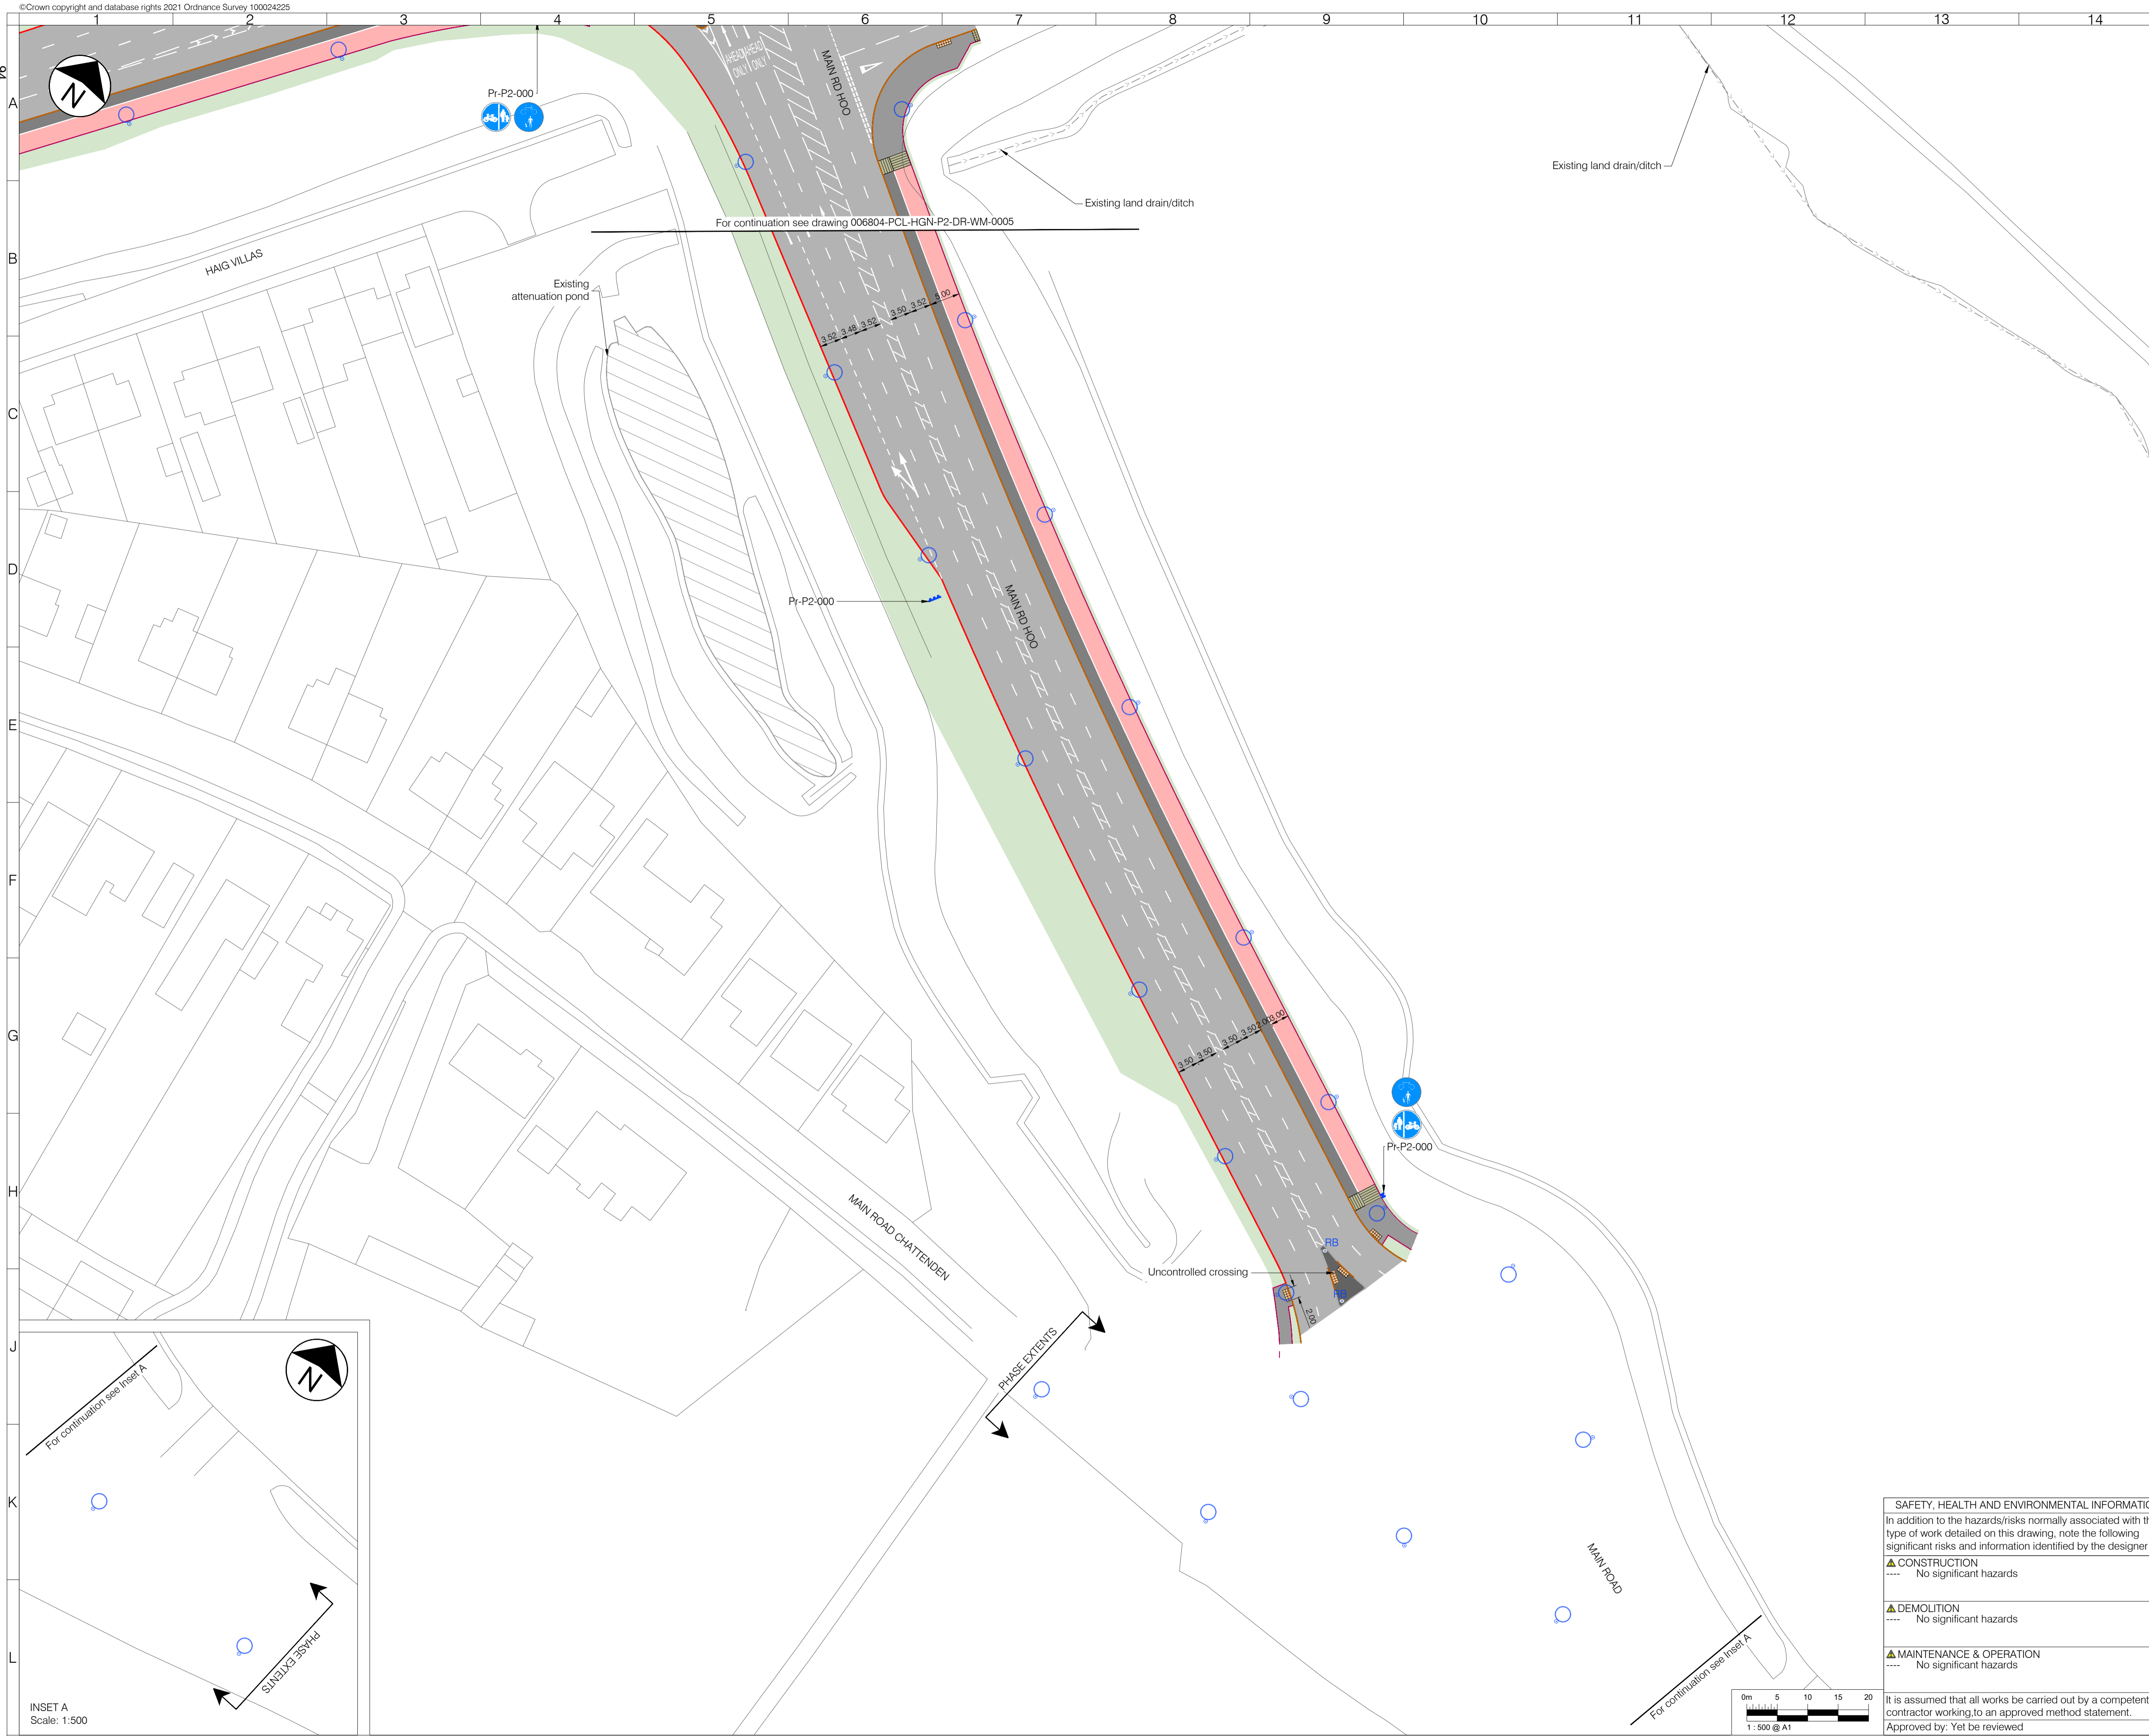 ©Crown copyright and database rights 2021 Ordnance Survey 100024225
1 2 3 4 5 6 7 8 9 10 11 12 13 14
A
B
C
D
E
F
G
H
J
K
L
N
Pr-P2-000
AHEAD AHEAD
ONLY ONLY
MAIN RD HOO
Existing land drain/ditch
Existing land drain/ditch
For continuation see drawing 006804-PCL-HGN-P2-DR-WM-0005
HAIG VILLAS
Existing
attenuation pond
3.52 3.48 3.52 3.50 3.52 5.00
Pr-P2-000
MAIN RD HOO
3.50 3.50 3.50 3.50 2.00 3.00
Pr-P2-000
MAIN ROAD CHATTENDEN
RB
Uncontrolled crossing
RB
2.00
PHASE EXTENTS
For continuation see Inset A
N
PHASE EXTENTS
INSET A
Scale: 1:500
MAIN ROAD
For continuation see Inset A
0m 5 10 15 20
1 : 500 @ A1
SAFETY, HEALTH AND ENVIRONMENTAL
In addition to the hazards/risks normally associated with
type of work detailed on this drawing, note the following
significant risks and information identified by the designer
CONSTRUCTION
---- No significant hazards
DEMOLITION
---- No significant hazards
MAINTENANCE & OPERATION
---- No significant hazards
It is assumed that all works be carried out by a competent
contractor working,to an approved method statement.
Approved by: Yet be reviewed